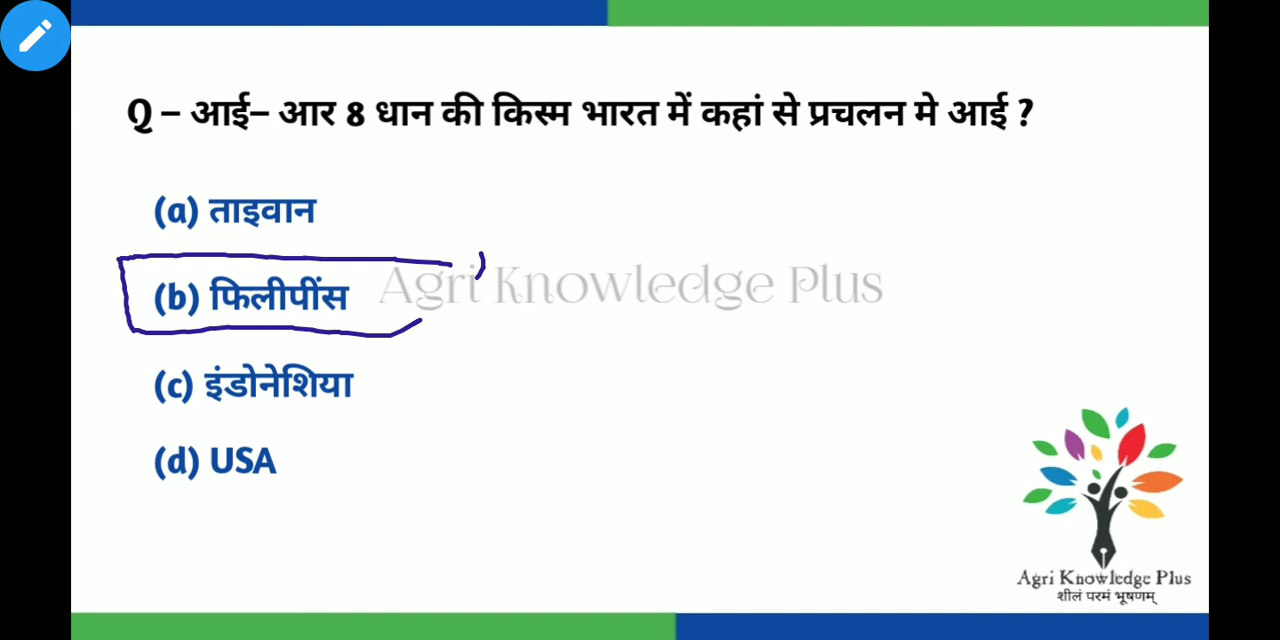 Q – आई– आर 8 धान की किस्म भारत में कहां से प्रचलन मे आई ?
(a) ताइवान
(b) फिलीपींस
Agri Knowledge Plus
(c) इंडोनेशिया
(d) USA
Agri Knowledge Plus
शीलं परमं भूषणम्